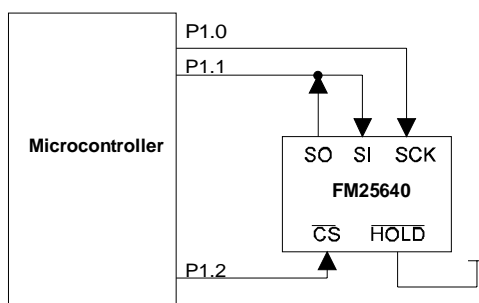 P1.0
P1.1
Microcontroller
SO SI SCK
FM25640
CS HOLD
P1.2